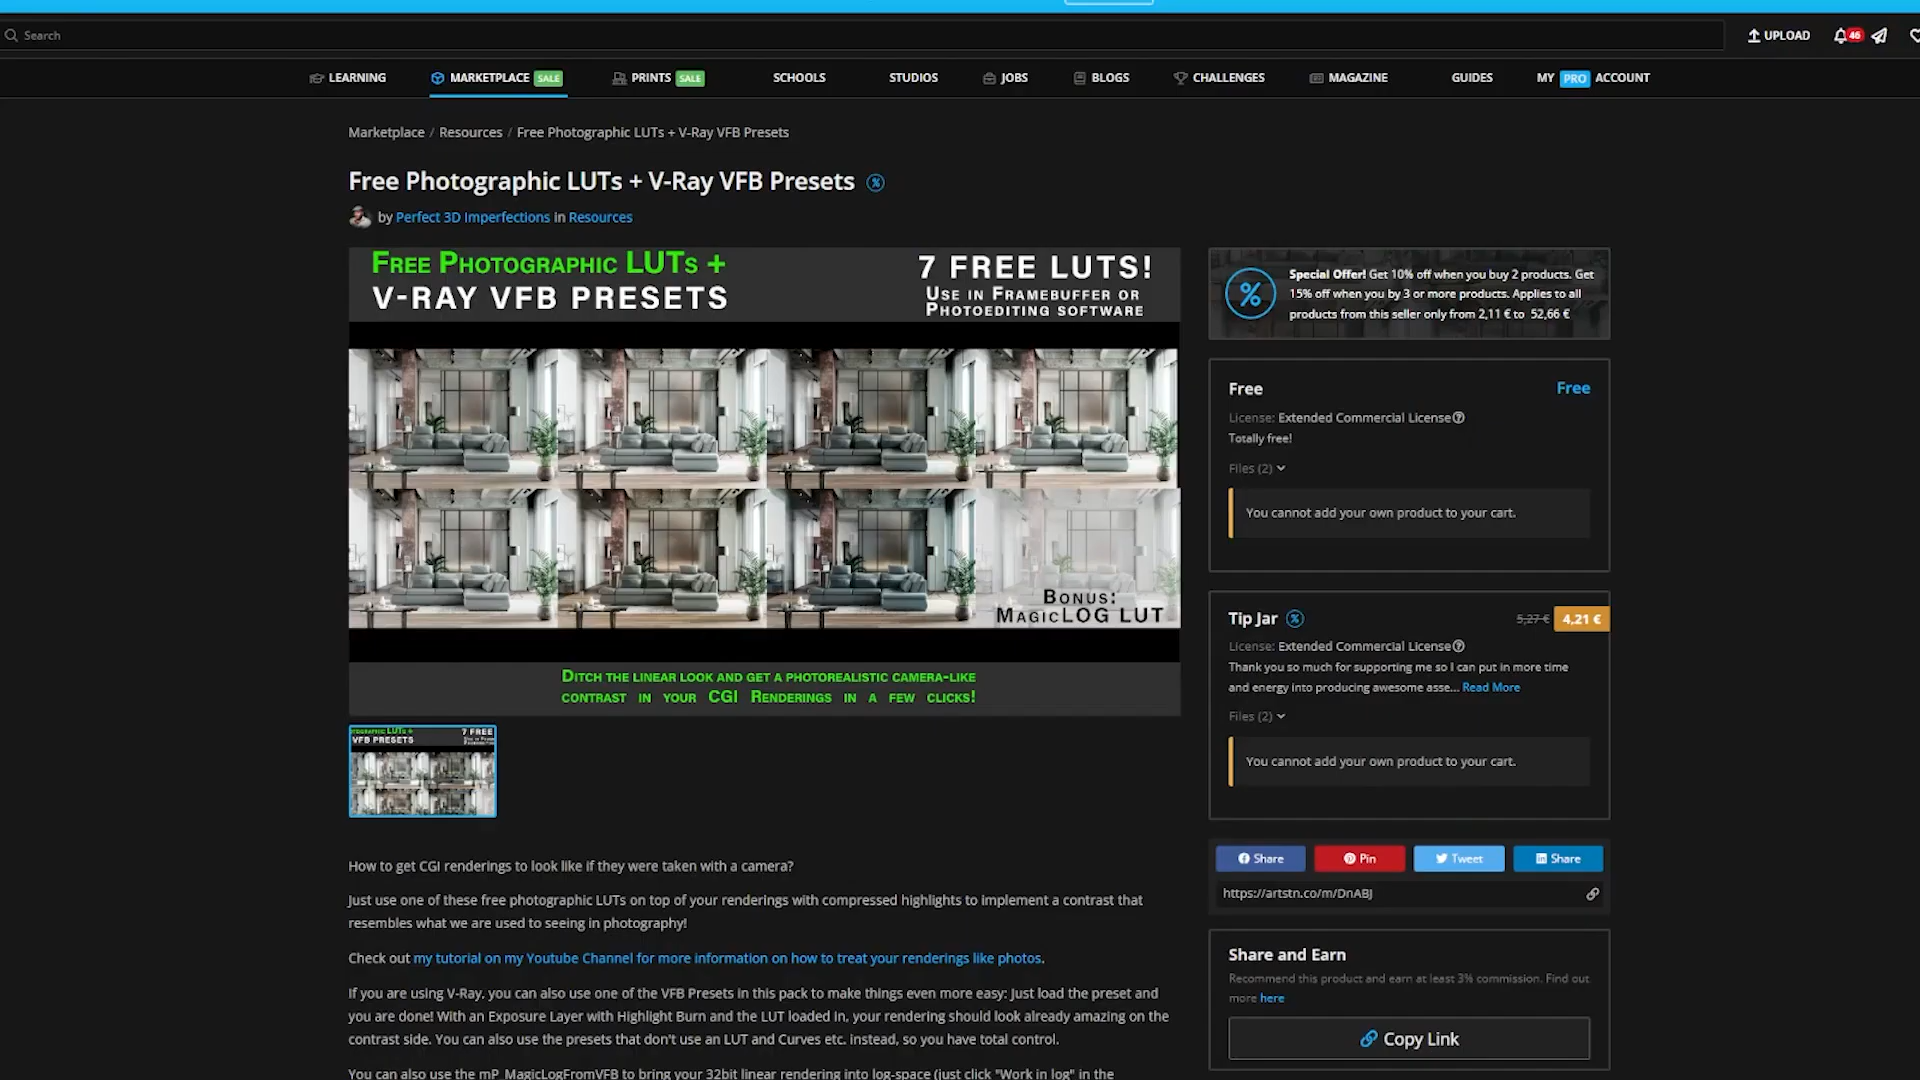 Search
UPLOAD
46
LEARNING
MARKETPLACE SALE
PRINTS SALE
SCHOOLS
STUDIOS
JOBS
BLOGS
CHALLENGES
MAGAZINE
GUIDES
MY PRO ACCOUNT
Marketplace / Resources / Free Photographic LUTs + V-Ray VFB Presets
Free Photographic LUTs + V-Ray VFB Presets
by Perfect 3D Imperfections in Resources
FREE PHOTOGRAPHIC LUTs +
V-RAY VFB PRESETS
7 FREE LUTS!
USE IN FRAMEBUFFER OR
PHOTOEDITING SOFTWARE
BONUS:
MAGICLOG LUT
DITCH THE LINEAR LOOK AND GET A PHOTOREALISTIC CAMERA-LIKE
CONTRAST IN YOUR CGI RENDERINGS IN A FEW CLICKS!
VFB PRESETS
7 FREE
How to get CGI renderings to look like if they were taken with a camera?
Just use one of these free photographic LUTs on top of your renderings with compressed highlights to implement a contrast that
resembles what we are used to seeing in photography!
Check out my tutorial on my Youtube Channel for more information on how to treat your renderings like photos.
If you are using V-Ray, you can also use one of the VFB Presets in this pack to make things even more easy: Just load the preset and
you are done! With an Exposure Layer with Highlight Burn and the LUT loaded in, your rendering should look already amazing on the
contrast side. You can also use the presets that don't use an LUT and Curves etc. instead, so you have total control.
You can also use the mP_MagicLogFromVFB to bring your 32bit linear rendering into log-space (just click "Work in log" in the
Special Offer! Get 10% off when you buy 2 products. Get
15% off when you by 3 or more products. Applies to all
products from this seller only from 2,11 € to 52,66 €
Free
Free
License: Extended Commercial License
Totally free!
Files (2)
You cannot add your own product to your cart.
Tip Jar
5,27 € 4,21 €
License: Extended Commercial License
Thank you so much for supporting me so I can put in more time
and energy into producing awesome asse... Read More
Files (2)
You cannot add your own product to your cart.
Share
Pin
Tweet
Share
https://artstn.co/m/DnABJ
Share and Earn
Recommend this product and earn at least 3% commission. Find out
more here
Copy Link